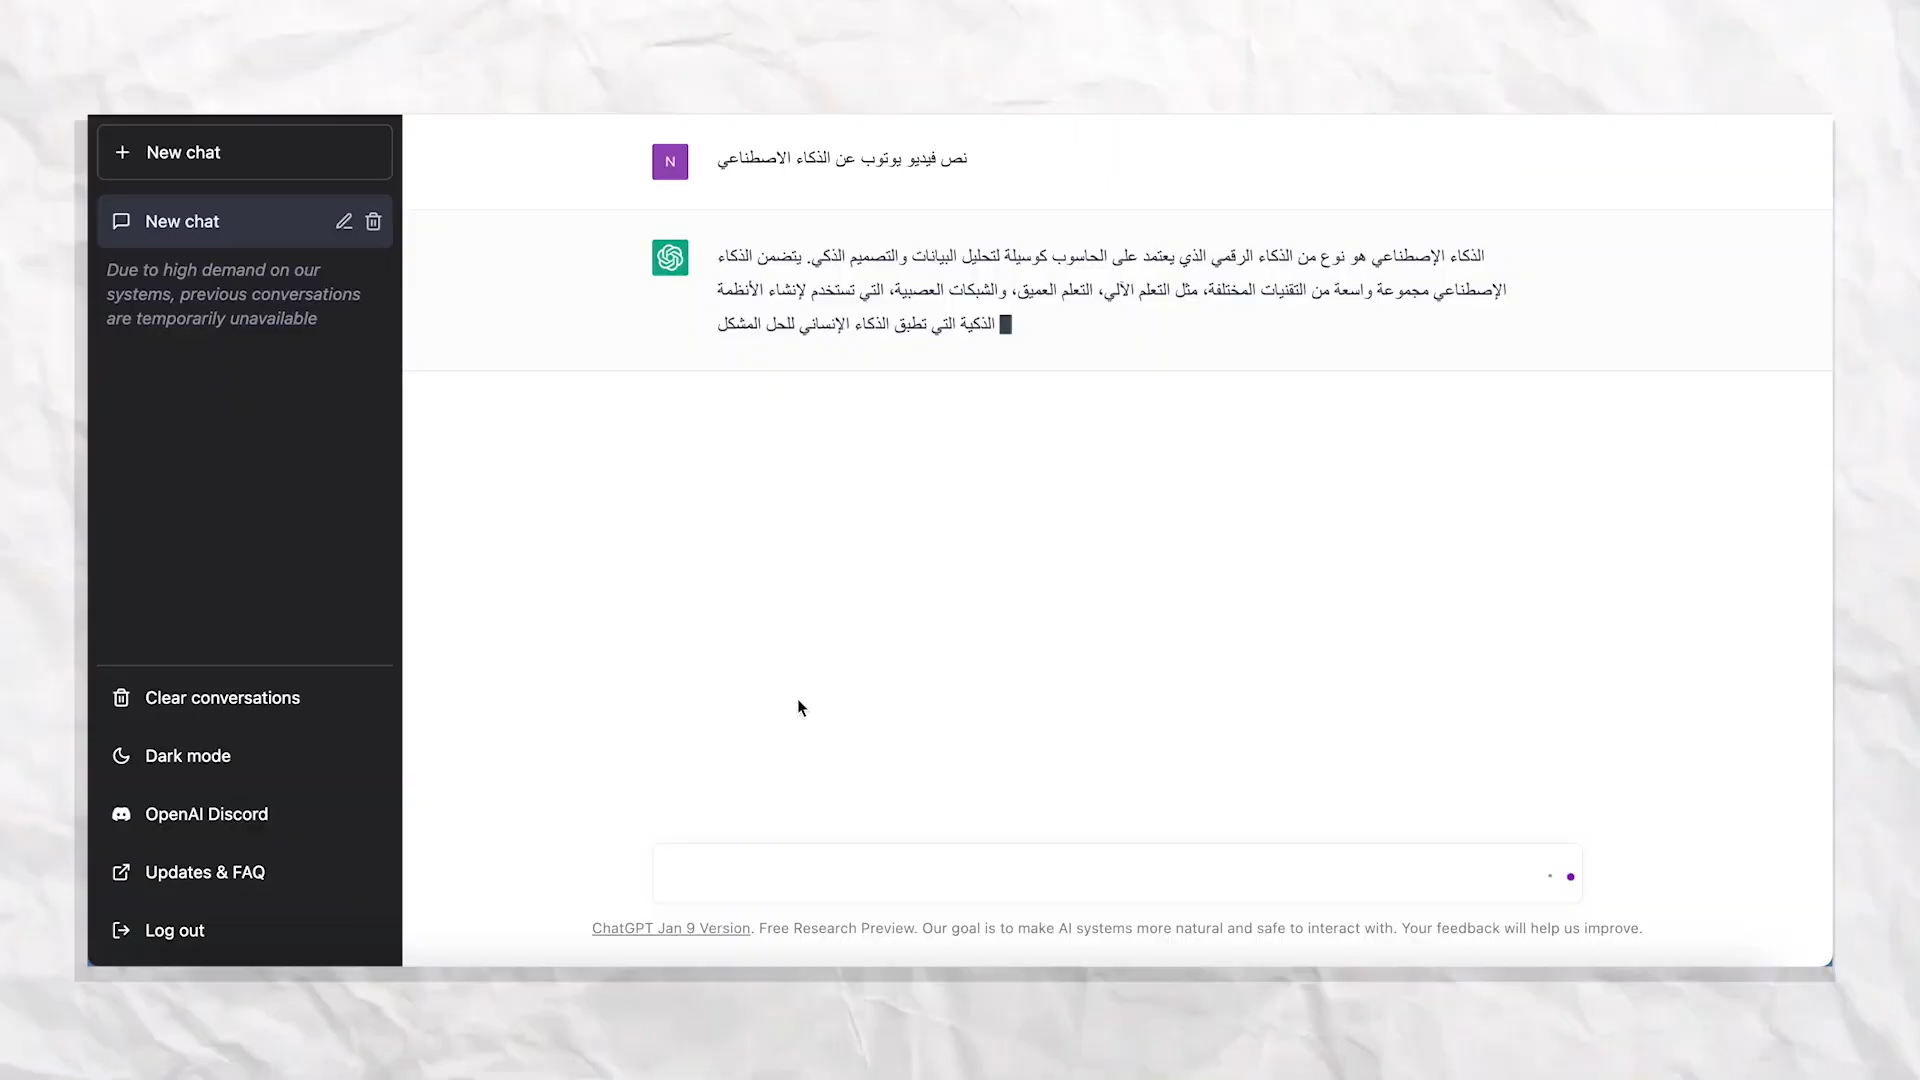 New chat
New chat
Due to high demand on our
systems, previous conversations
are temporarily unavailable
Clear conversations
Dark mode
OpenAI Discord
Updates & FAQ
Log out
N
نص فيديو يوتوب عن الذكاء الاصطناعي
الذكاء الإصطناعي هو نوع من الذكاء الرقمي الذي يعتمد على الحاسوب كوسيلة لتحليل البيانات والتصميم الذكي. يتضمن الذكاء
الإصطناعي مجموعة واسعة من التقنيات المختلفة، مثل التعلم الآلي، التعلم العميق، والشبكات العصبية، التي تستخدم لإنشاء الأنظمة
الذكية التي تطبق الذكاء الإنساني للحل المشكل
ChatGPT Jan 9 Version. Free Research Preview. Our goal is to make AI systems more natural and safe to interact with. Your feedback will help us improve.